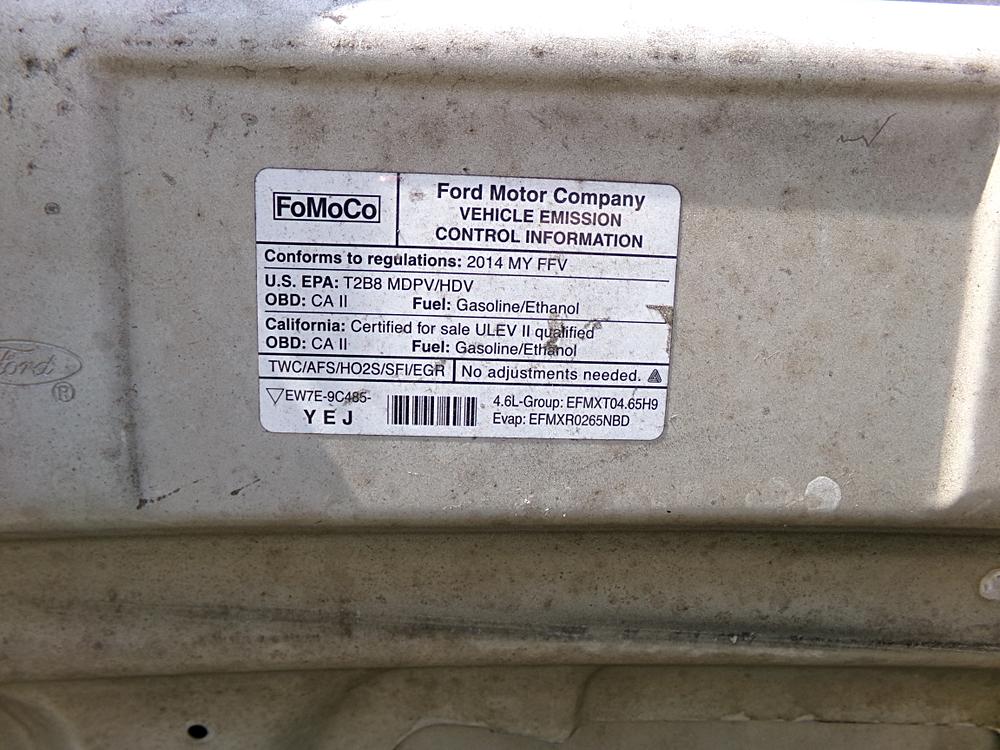 FoMoCo
Ford Motor Company
VEHICLE EMISSION
CONTROL INFORMATION
Conforms to regulations: 2014 MY FFV
U.S. EPA: T2B8 MDPV/HDV
OBD: CA II Fuel: Gasoline/Ethanol
California: Certified for sale ULEV II qualified
OBD: CA II Fuel: Gasoline/Ethanol
TWC/AFS/HO2S/SFI/EGR No adjustments needed.
EW7E-9C485-
YEJ
4.6L-Group: EFMXT04.65H9
Evap: EFMXR0265NBD
Ford
®